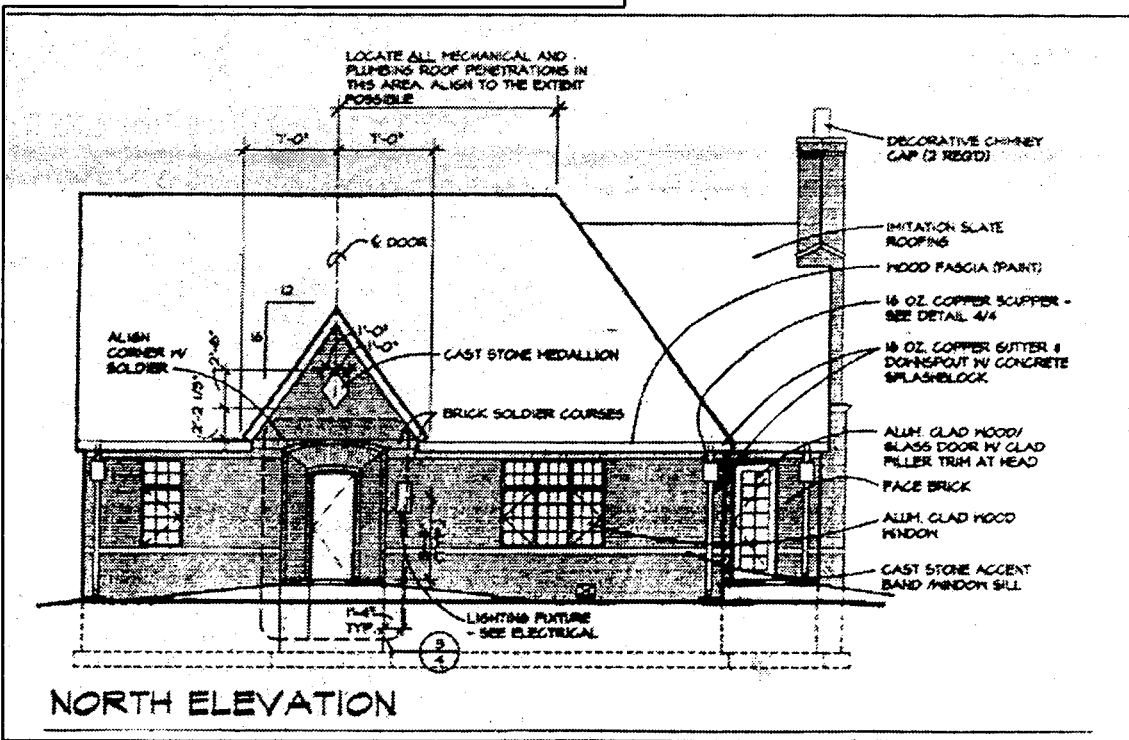 LOCATE ALL MECHANICAL AND
PLUMBING ROOF PENETRATIONS IN
THIS AREA. ALIGN TO THE EXTENT
POSSIBLE
7'-0" 7'-0"
DECORATIVE CHIMNEY
CAP (2 REQ'D)
℄ DOOR
IMITATION SLATE
ROOFING
WOOD FASCIA (PAINT)
12
16
16 OZ. COPPER SCUPPER -
SEE DETAIL 4/4
ALIGN
CORNER W/
SOLDIER
1'-0"
1'-0"
CAST STONE MEDALLION
16 OZ. COPPER GUTTER &
DOWNSPOUT W/ CONCRETE
SPLASHBLOCK
BRICK SOLDIER COURSES
ALUM. CLAD WOOD/
GLASS DOOR W/ CLAD
FILLER TRIM AT HEAD
FACE BRICK
ALUM. CLAD WOOD
WINDOW
CAST STONE ACCENT
BAND /WINDOW SILL
1'-4"
TYP.
LIGHTING FIXTURE
- SEE ELECTRICAL
4
NORTH ELEVATION